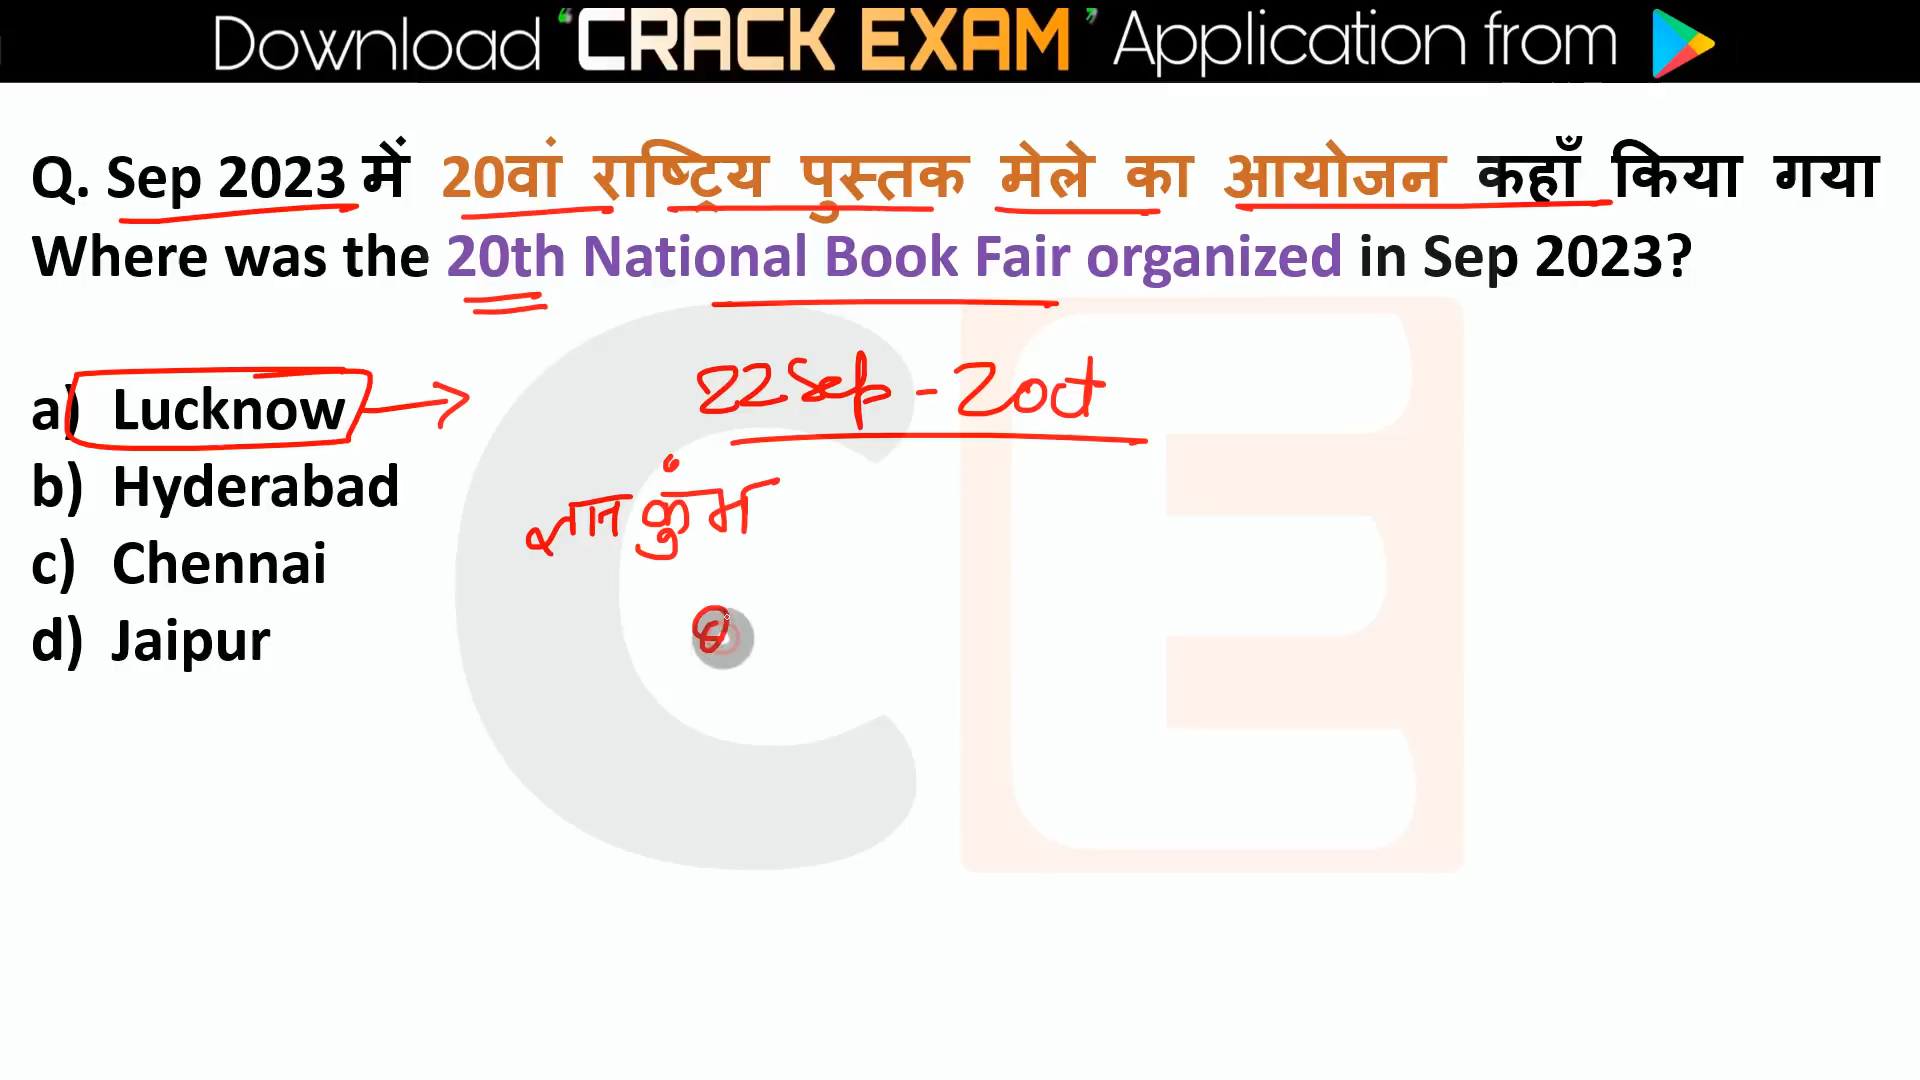 Download ‘CRACK EXAM’ Application from
Q. Sep 2023 में 20वां राष्ट्रिय पुस्तक मेले का आयोजन कहाँ किया गया
Where was the 20th National Book Fair organized in Sep 2023?
a) Lucknow
22 Sep - 2 Oct
b) Hyderabad
ज्ञान कुंभ
c) Chennai
d) Jaipur
CE